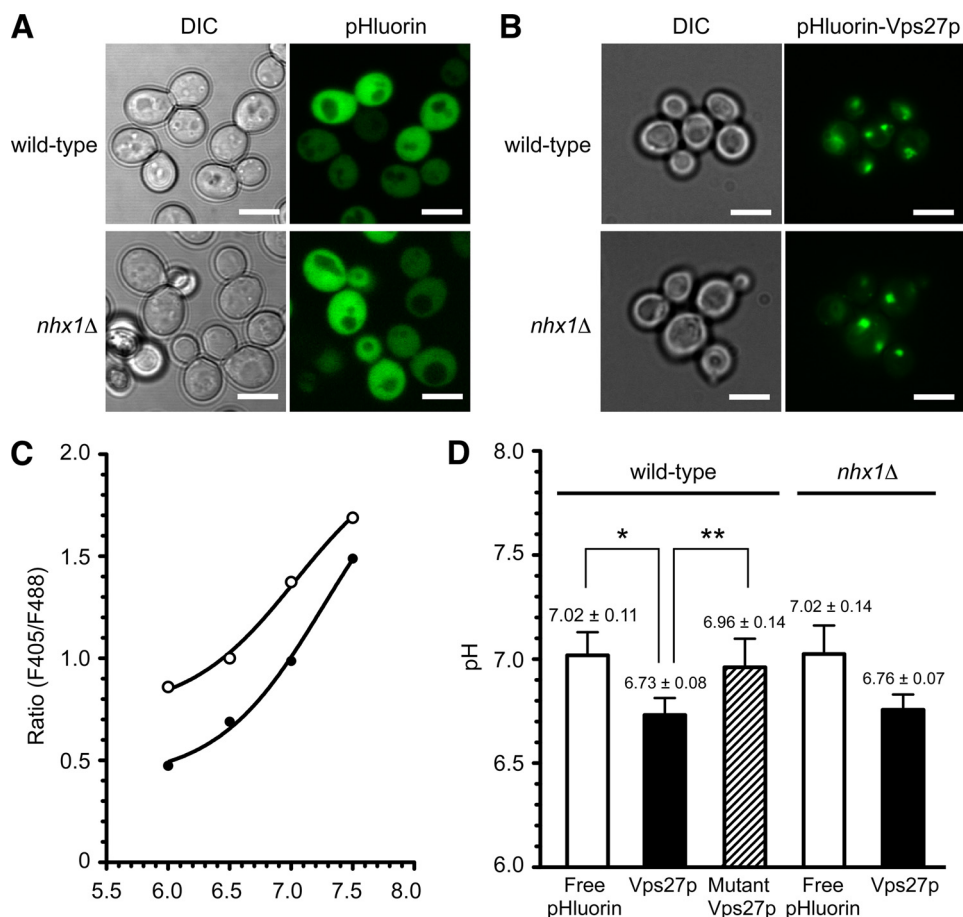 A
DIC
pHluorin
wild-type
nhx1Δ
B
DIC
pHluorin-Vps27p
wild-type
nhx1Δ
C
Ratio (F405/F488)
2.0
1.5
1.0
0.5
0
5.5 6.0 6.5 7.0 7.5 8.0
D
pH
8.0
7.5
7.0
6.5
6.0
wild-type nhx1Δ
* **
7.02 ± 0.11
6.73 ± 0.08
6.96 ± 0.14
7.02 ± 0.14
6.76 ± 0.07
Free
pHluorin
Vps27p
Mutant
Vps27p
Free
pHluorin
Vps27p